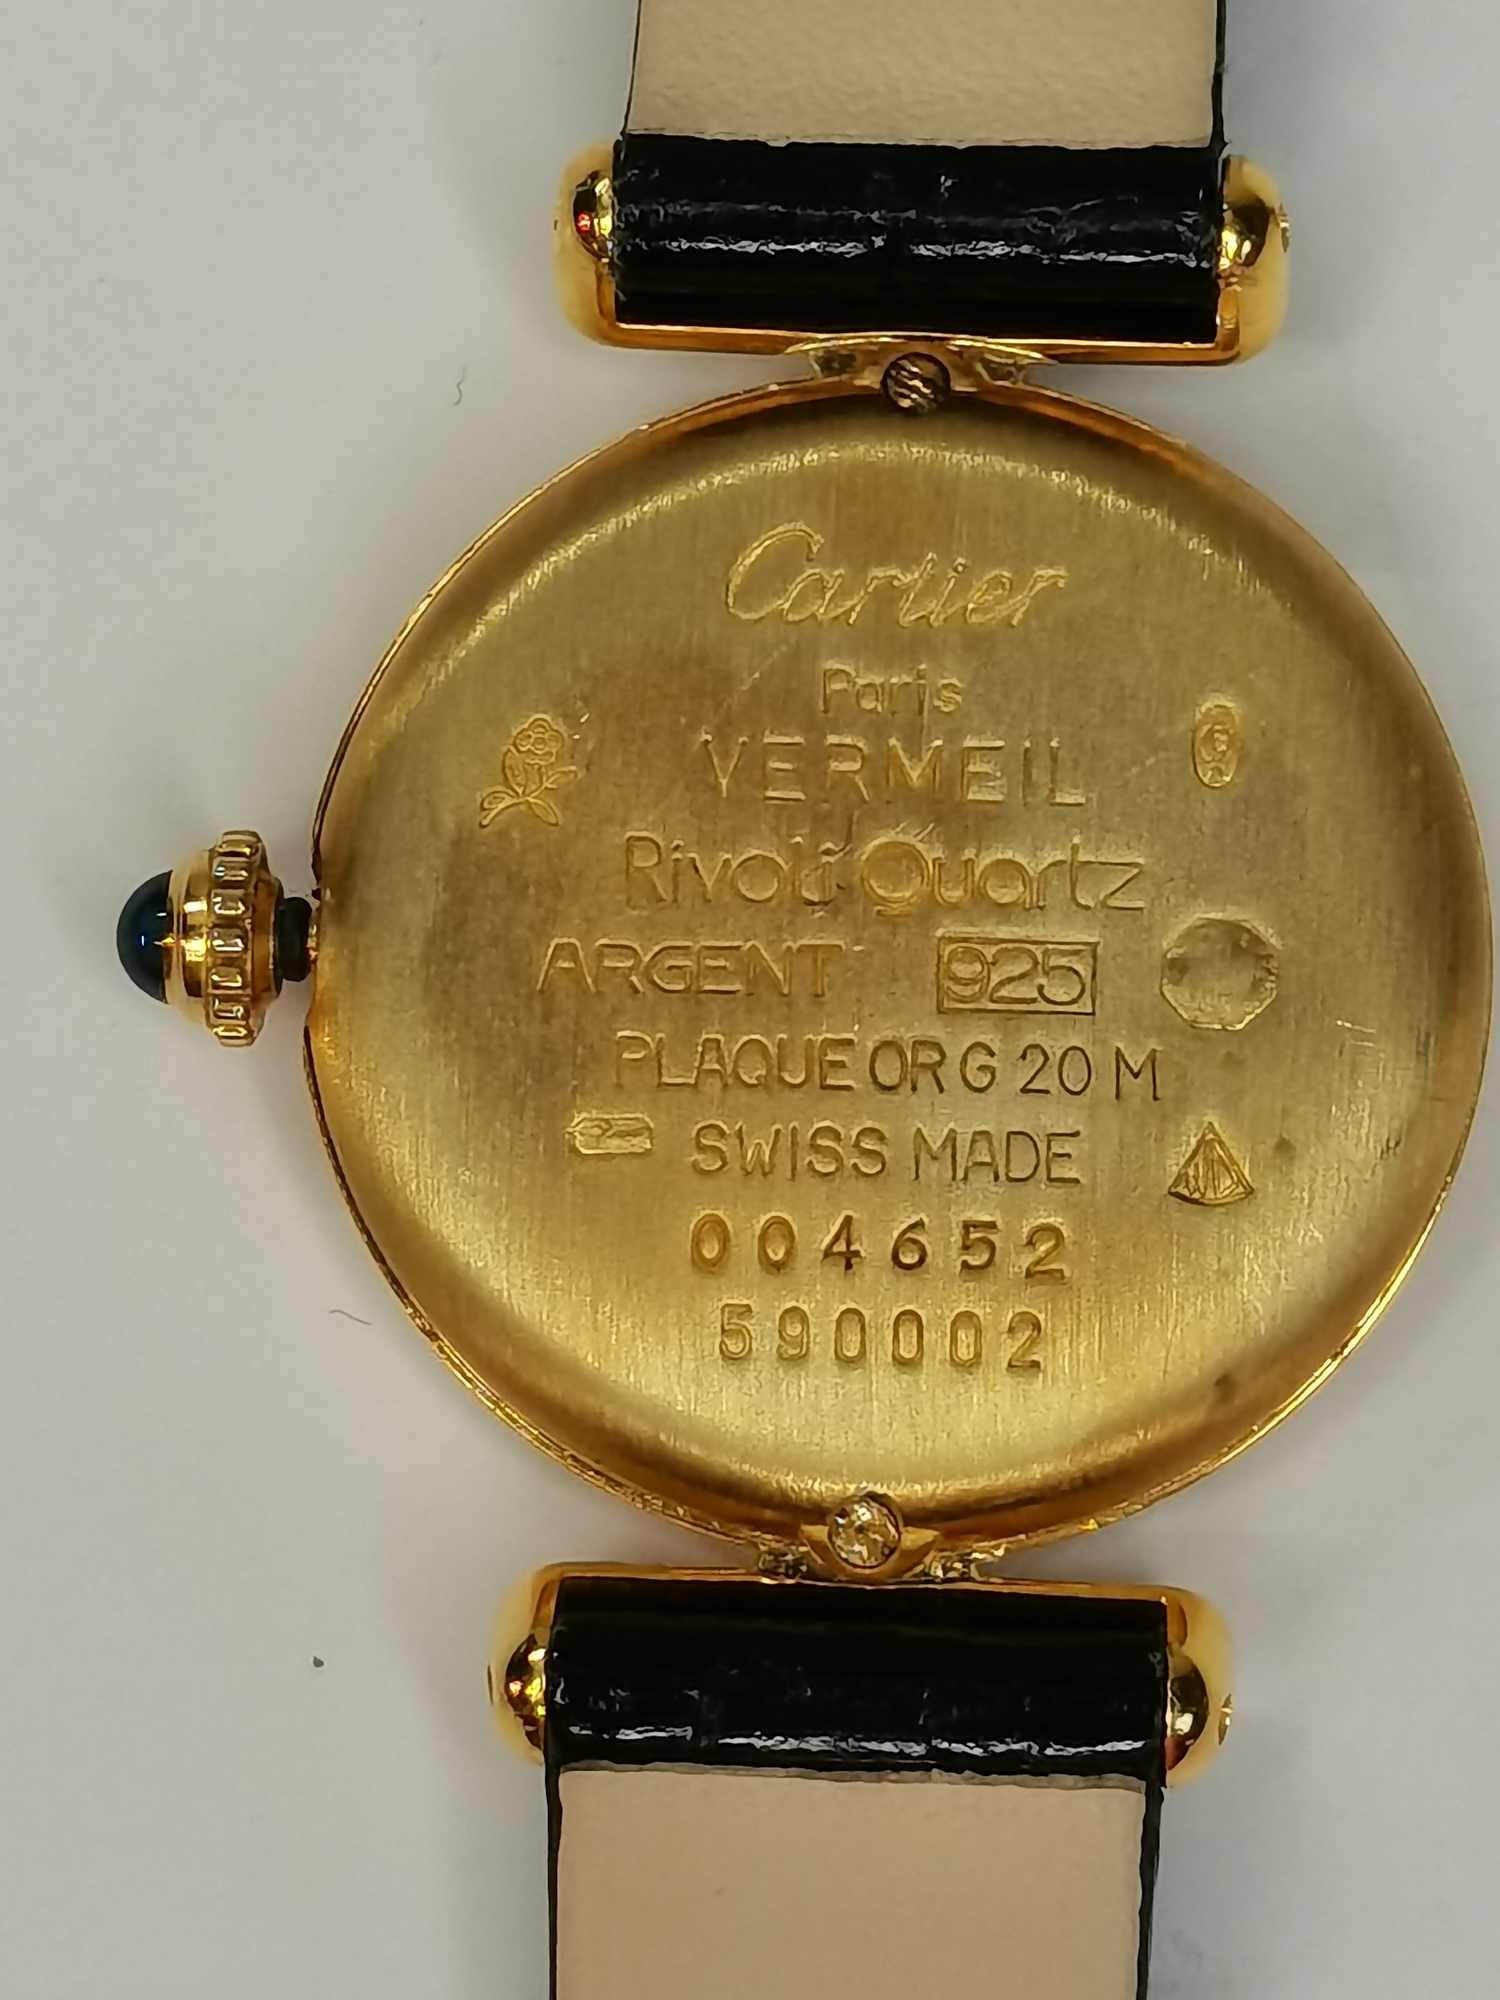 Cartier
Paris
VERMEIL
Rivoli Quartz
ARGENT 925
PLAQUE OR G 20 M
SWISS MADE
004652
590002